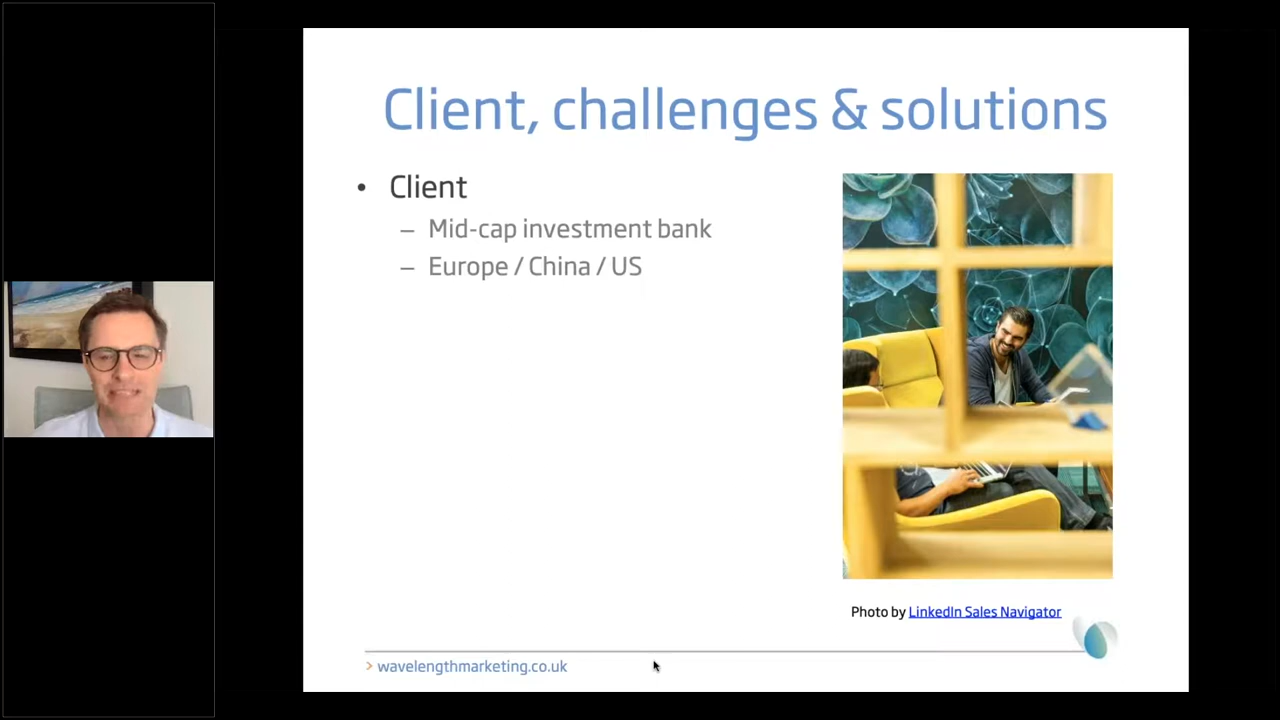 Client, challenges & solutions
• Client
– Mid-cap investment bank
– Europe / China / US
Photo by LinkedIn Sales Navigator
> wavelengthmarketing.co.uk